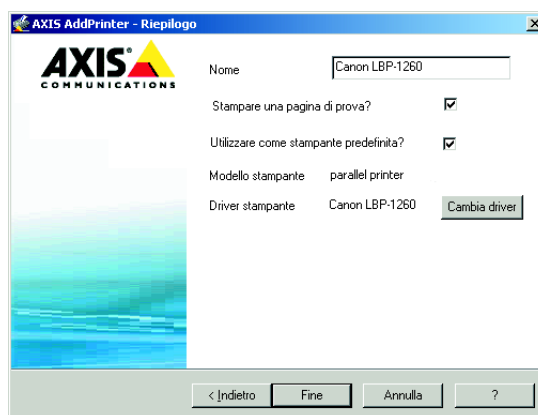 AXIS AddPrinter - Riepilogo
AXIS
COMMUNICATIONS
Nome Canon LBP-1260
Stampare una pagina di prova?
Utilizzare come stampante predefinita?
Modello stampante parallel printer
Driver stampante Canon LBP-1260 Cambia driver
< Indietro Fine Annulla ?